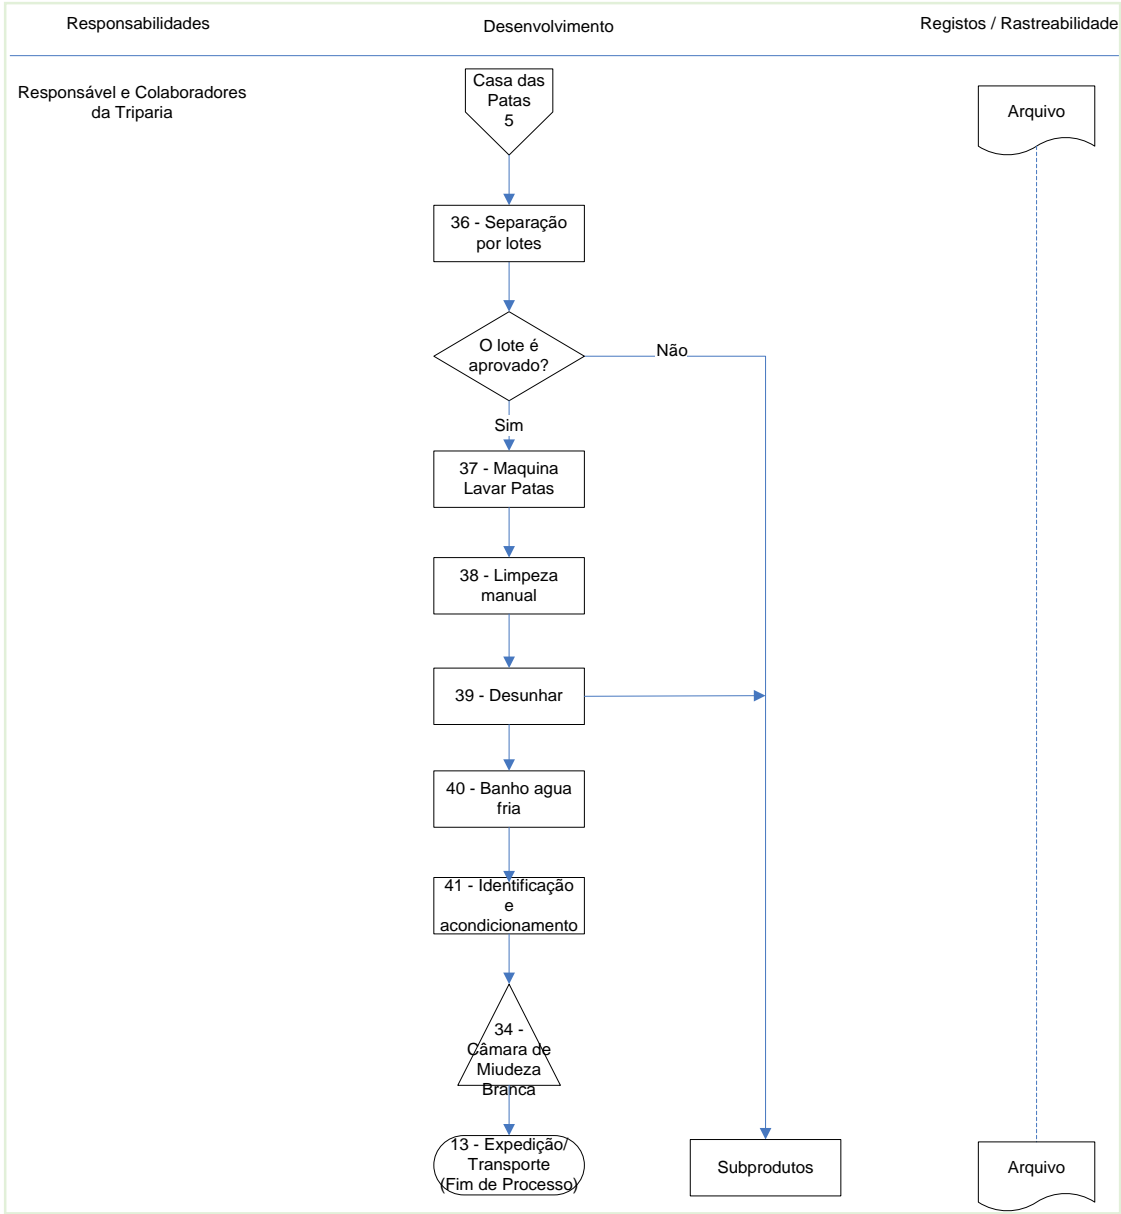 Responsabilidades
Desenvolvimento
Registos / Rastreabilidade
Responsável e Colaboradores
da Triparia
Casa das
Patas
5
Arquivo
36 - Separação
por lotes
O lote é
aprovado?
Não
Sim
37 - Maquina
Lavar Patas
38 - Limpeza
manual
39 - Desunhar
40 - Banho agua
fria
41 - Identificação
e
acondicionamento
34 -
Câmara de
Miudeza
Branca
13 - Expedição/
Transporte
(Fim de Processo)
Subprodutos
Arquivo